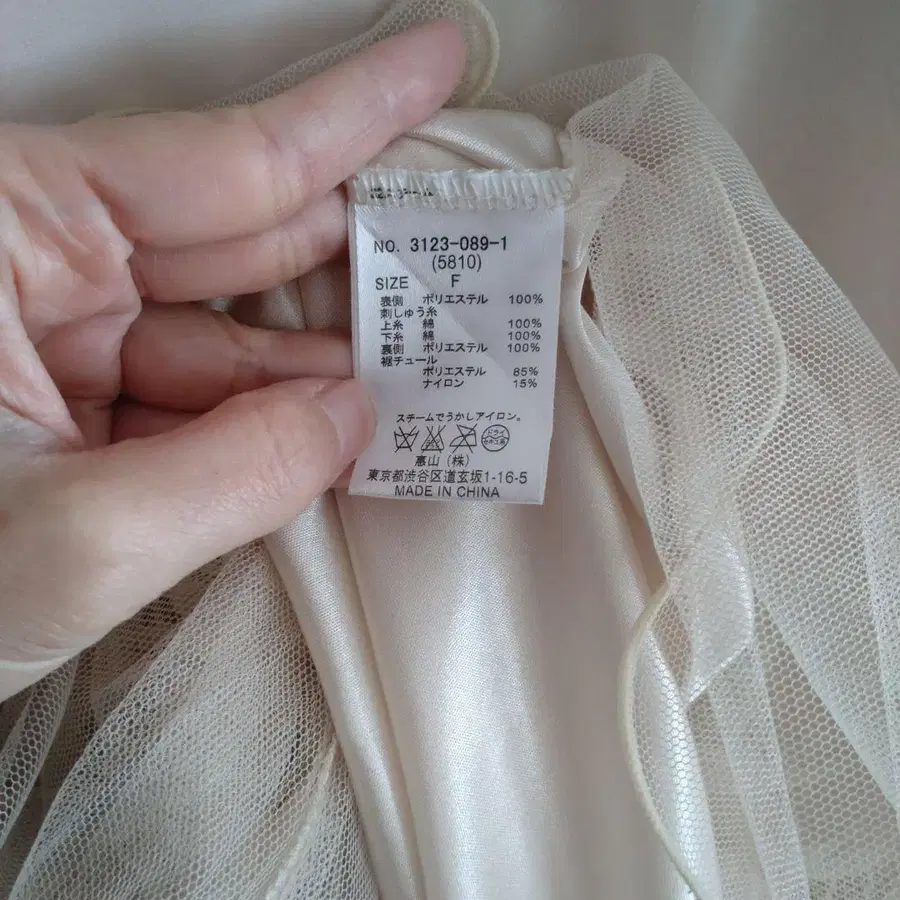 NO. 3123-089-1
(5810)
SIZE F
表側 ポリエステル 100%
刺しゅう糸
上糸 綿 100%
下糸 綿 100%
裏側 ポリエステル 100%
裾チュール
ポリエステル 85%
ナイロン 15%
スチームでうかしアイロン。
ドライ
恵山 (株)
東京都渋谷区道玄坂1-16-5
MADE IN CHINA